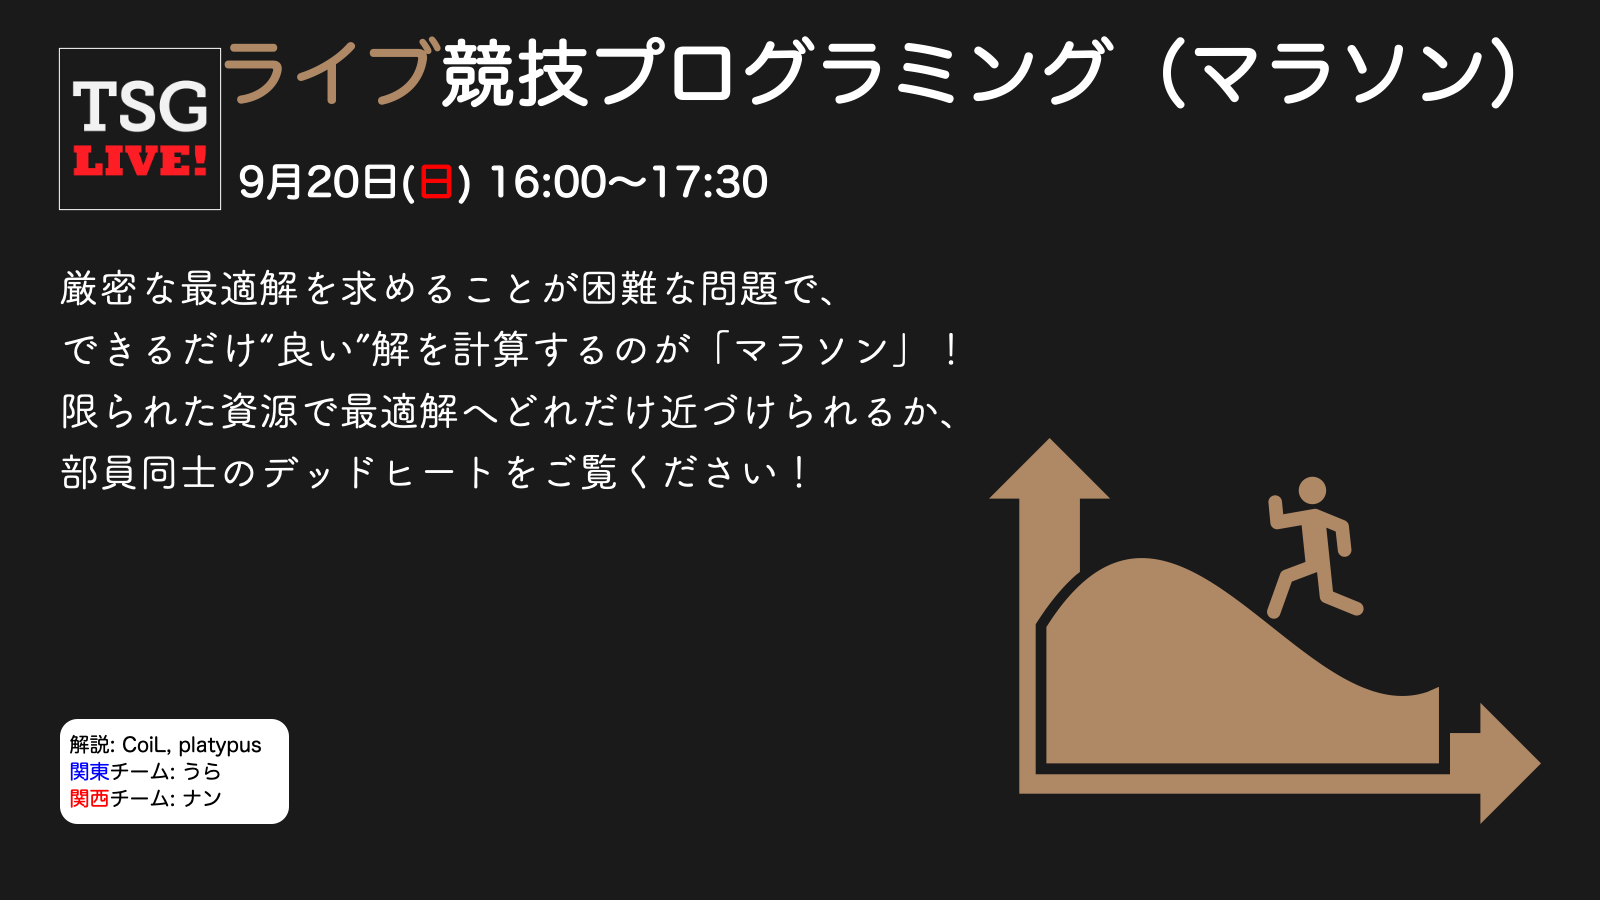 TSG
LIVE!
ライブ競技プログラミング（マラソン）
9月20日(日) 16:00〜17:30
厳密な最適解を求めることが困難な問題で、
できるだけ“良い”解を計算するのが「マラソン」！
限られた資源で最適解へどれだけ近づけられるか、
部員同士のデッドヒートをご覧ください！
解説: CoiL, platypus
関東チーム: うら
関西チーム: ナン